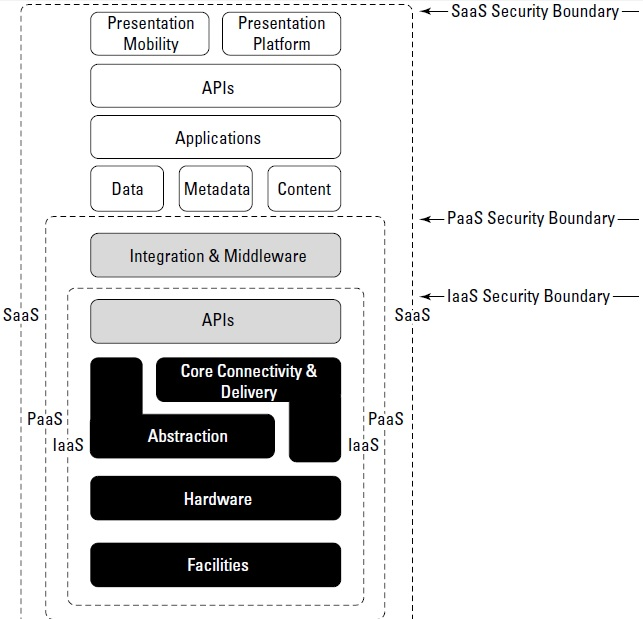 Presentation
Mobility
Presentation
Platform
SaaS Security Boundary
APIs
Applications
Data
Metadata
Content
PaaS Security Boundary
Integration & Middleware
IaaS Security Boundary
SaaS
APIs
SaaS
Core Connectivity &
Delivery
PaaS
PaaS
Abstraction
IaaS
IaaS
Hardware
Facilities